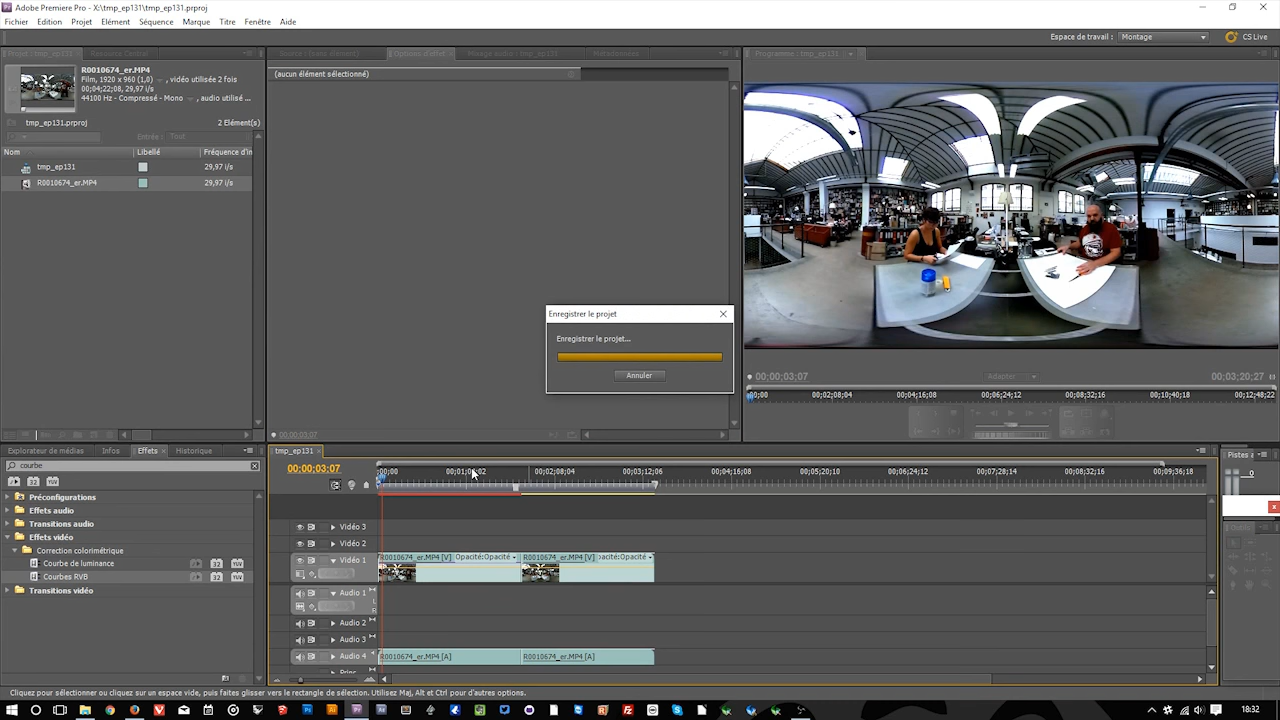 Adobe Premiere Pro - X:\tmp_ep131\tmp_ep131.prproj
Fichier Edition Projet Elément Séquence Marque Titre Fenêtre Aide
Espace de travail : Montage CS Live
Projet : tmp_ep131 Resource Central
Source : (aucun élément) Options d'effet Mixage audio : tmp_ep131 Métadonnées
Programme : tmp_ep131
R0010674_er.MP4
Film, 1920 x 960 (1,0) , vidéo utilisée 2 fois
00;04;22;08, 29,97 i/s
44100 Hz - Compressé - Mono , audio utilisé ...
(aucun élément sélectionné)
tmp_ep131.prproj 2 Elément(s)
Entrée : Tout
Nom Libellé Fréquence d'in
tmp_ep131 29,97 i/s
R0010674_er.MP4 29,97 i/s
Enregistrer le projet
Enregistrer le projet...
Annuler
00;00;03;07 Adapter 00;03;20;27
;00;00 00;02;08;04 00;04;16;08 00;06;24;12 00;08;32;16 00;10;40;18 00;12;48;22
00;00;03;07
Explorateur de médias Infos Effets Historique
tmp_ep131
Pistes a
courbe
00;00;03;07
;00;00 00;01;04;02 00;02;08;04 00;03;12;06 00;04;16;08 00;05;20;10 00;06;24;12 00;07;28;14 00;08;32;16 00;09;36;18
Préconfigurations
Effets audio
Transitions audio
Effets vidéo
Correction colorimétrique
Courbe de luminance
Courbes RVB
Transitions vidéo
Vidéo 3
Vidéo 2
Vidéo 1
R0010674_er.MP4 [V] Opacité:Opacité R0010674_er.MP4 [V] pacité:Opacité
Audio 1
Audio 2
Audio 3
Audio 4 R0010674_er.MP4 [A] R0010674_er.MP4 [A]
Princ
Outils
Cliquez pour sélectionner ou cliquez sur un espace vide, puis faites glisser vers le rectangle de sélection. Utilisez Maj, Alt et Ctrl pour d'autres options.
18:32